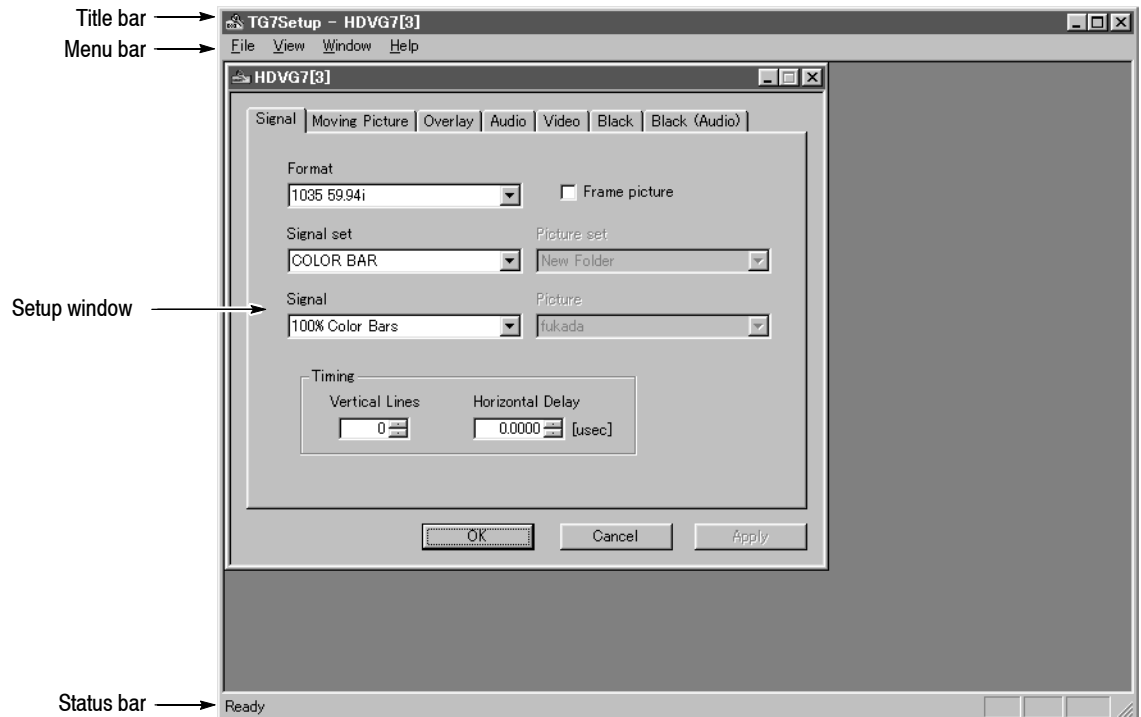 Title bar
TG7Setup - HDVG7[3]
Menu bar
File View Window Help
HDVG7[3]
Signal Moving Picture Overlay Audio Video Black Black (Audio)
Format
1035 59.94i
Frame picture
Signal set
Picture set
COLOR BAR
New Folder
Setup window
Signal
Picture
100% Color Bars
fukada
Timing
Vertical Lines
Horizontal Delay
0
0.0000
[usec]
OK
Cancel
Apply
Status bar
Ready